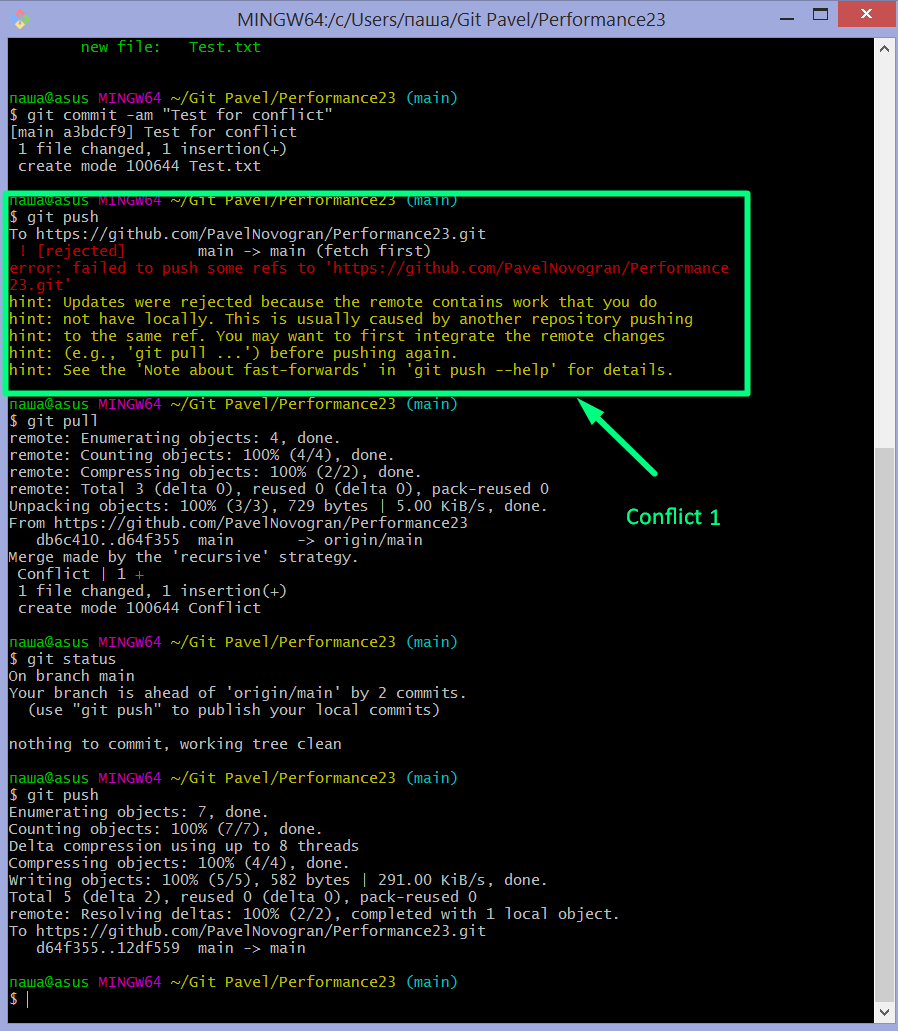 MINGW64:/c/Users/паша/Git Pavel/Performance23
new file:   Test.txt
паша@asus MINGW64 ~/Git Pavel/Performance23 (main)
$ git commit -am "Test for conflict"
[main a3bdcf9] Test for conflict
1 file changed, 1 insertion(+)
create mode 100644 Test.txt
паша@asus MINGW64 ~/Git Pavel/Performance23 (main)
$ git push
To https://github.com/PavelNovogran/Performance23.git
! [rejected]        main -> main (fetch first)
error: failed to push some refs to 'https://github.com/PavelNovogran/Performance
23.git'
hint: Updates were rejected because the remote contains work that you do
hint: not have locally. This is usually caused by another repository pushing
hint: to the same ref. You may want to first integrate the remote changes
hint: (e.g., 'git pull ...') before pushing again.
hint: See the 'Note about fast-forwards' in 'git push --help' for details.
паша@asus MINGW64 ~/Git Pavel/Performance23 (main)
$ git pull
remote: Enumerating objects: 4, done.
remote: Counting objects: 100% (4/4), done.
remote: Compressing objects: 100% (2/2), done.
remote: Total 3 (delta 0), reused 0 (delta 0), pack-reused 0
Unpacking objects: 100% (3/3), 729 bytes | 5.00 KiB/s, done.
From https://github.com/PavelNovogran/Performance23
db6c410..d64f355  main       -> origin/main
Merge made by the 'recursive' strategy.
Conflict | 1 +
1 file changed, 1 insertion(+)
create mode 100644 Conflict
Conflict 1
паша@asus MINGW64 ~/Git Pavel/Performance23 (main)
$ git status
On branch main
Your branch is ahead of 'origin/main' by 2 commits.
(use "git push" to publish your local commits)
nothing to commit, working tree clean
паша@asus MINGW64 ~/Git Pavel/Performance23 (main)
$ git push
Enumerating objects: 7, done.
Counting objects: 100% (7/7), done.
Delta compression using up to 8 threads
Compressing objects: 100% (4/4), done.
Writing objects: 100% (5/5), 582 bytes | 291.00 KiB/s, done.
Total 5 (delta 2), reused 0 (delta 0), pack-reused 0
remote: Resolving deltas: 100% (2/2), completed with 1 local object.
To https://github.com/PavelNovogran/Performance23.git
d64f355..12df559  main -> main
паша@asus MINGW64 ~/Git Pavel/Performance23 (main)
$